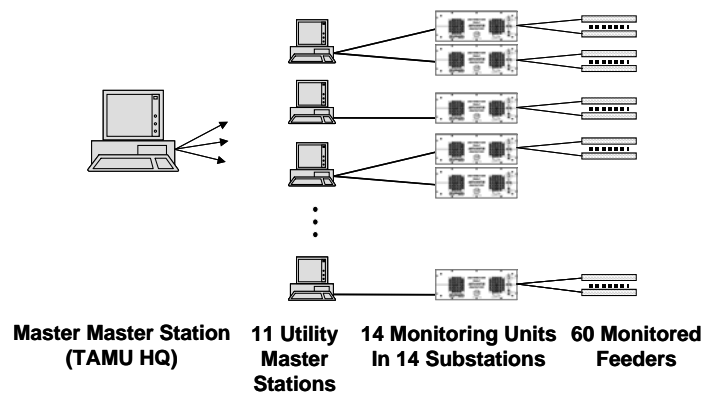 Master Master Station
(TAMU HQ)
11 Utility
Master
Stations
14 Monitoring Units
In 14 Substations
60 Monitored
Feeders